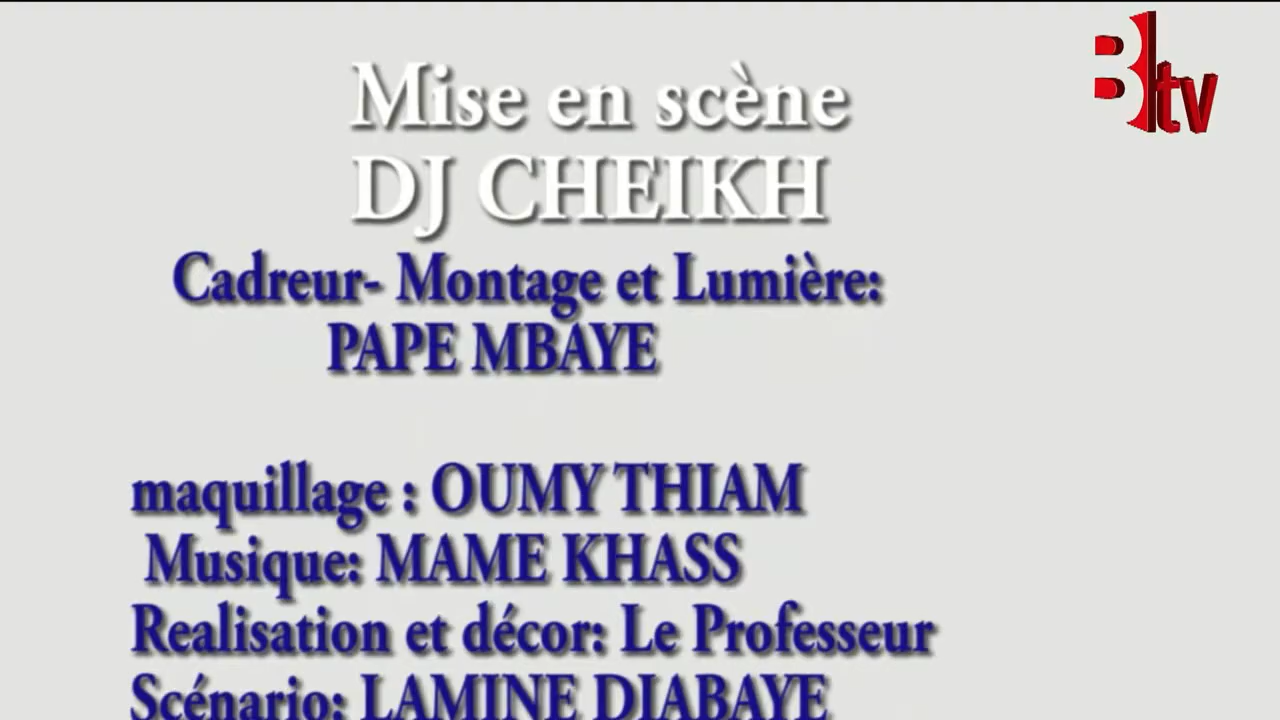 Bltv
Mise en scène
DJ CHEIKH
Cadreur- Montage et Lumière:
PAPE MBAYE
maquillage : OUMY THIAM
Musique: MAME KHASS
Realisation et décor: Le Professeur
Scénario: LAMINE DIABAYE